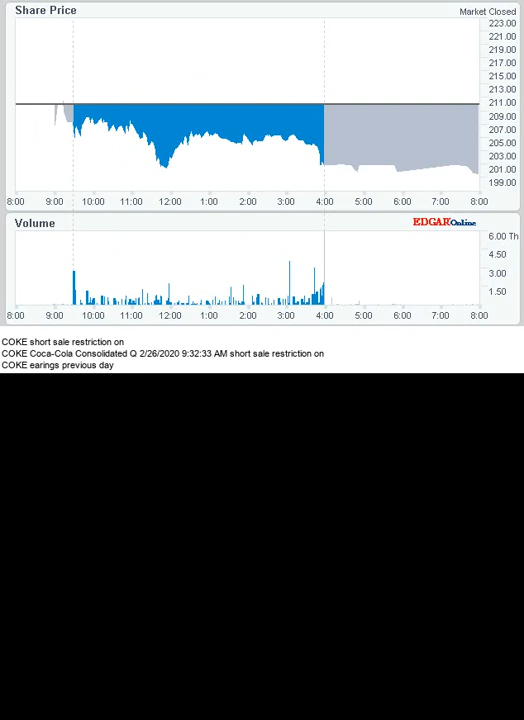 Share Price
Market Closed
223.00
221.00
219.00
217.00
215.00
213.00
211.00
209.00
207.00
205.00
203.00
201.00
199.00
8:00 9:00 10:00 11:00 12:00 1:00 2:00 3:00 4:00 5:00 6:00 7:00 8:00
Volume
EDGAROnline
6.00 Th
4.50
3.00
1.50
8:00 9:00 10:00 11:00 12:00 1:00 2:00 3:00 4:00 5:00 6:00 7:00 8:00
COKE short sale restriction on
COKE Coca-Cola Consolidated Q 2/26/2020 9:32:33 AM short sale restriction on
COKE earings previous day